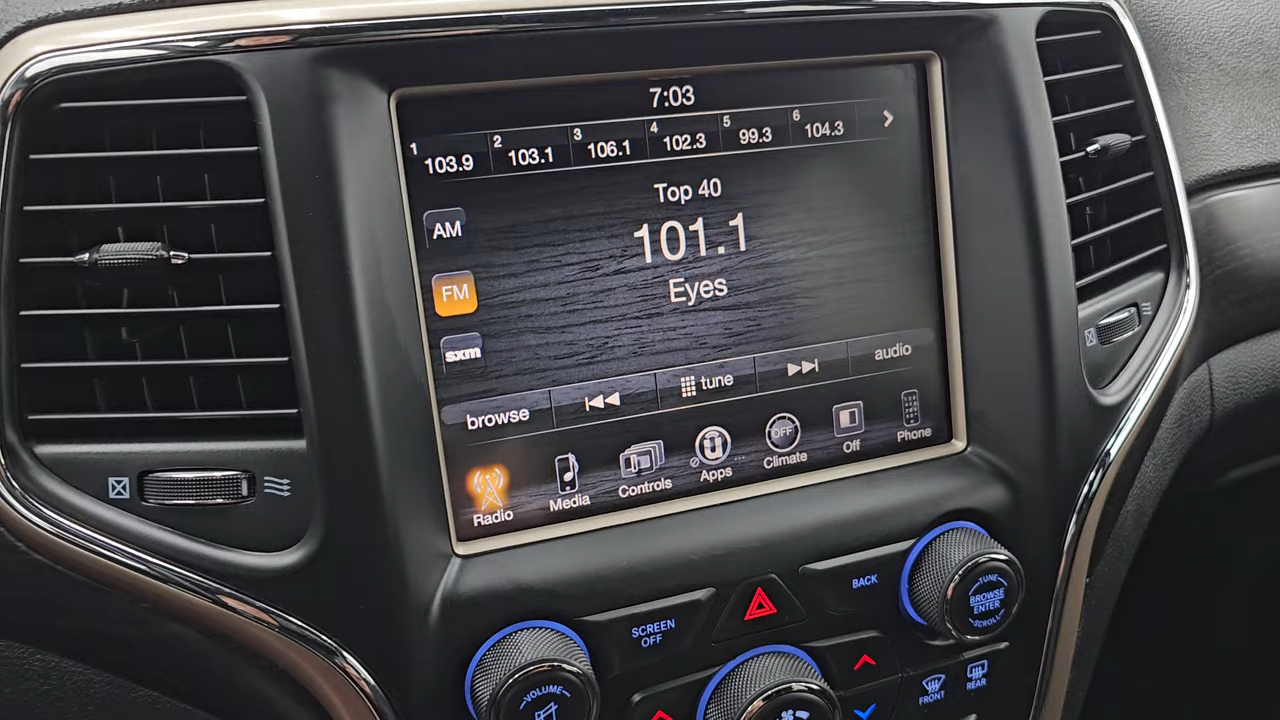 7:03
1 103.9 2 103.1 3 106.1 4 102.3 5 99.3 6 104.3
Top 40
AM
101.1
FM
Eyes
sxm
browse tune audio
Radio Media Controls Apps OFF Climate Off Phone
BACK
TUNE
BROWSE
ENTER
SCROLL
SCREEN
OFF
VOLUME
FRONT
REAR